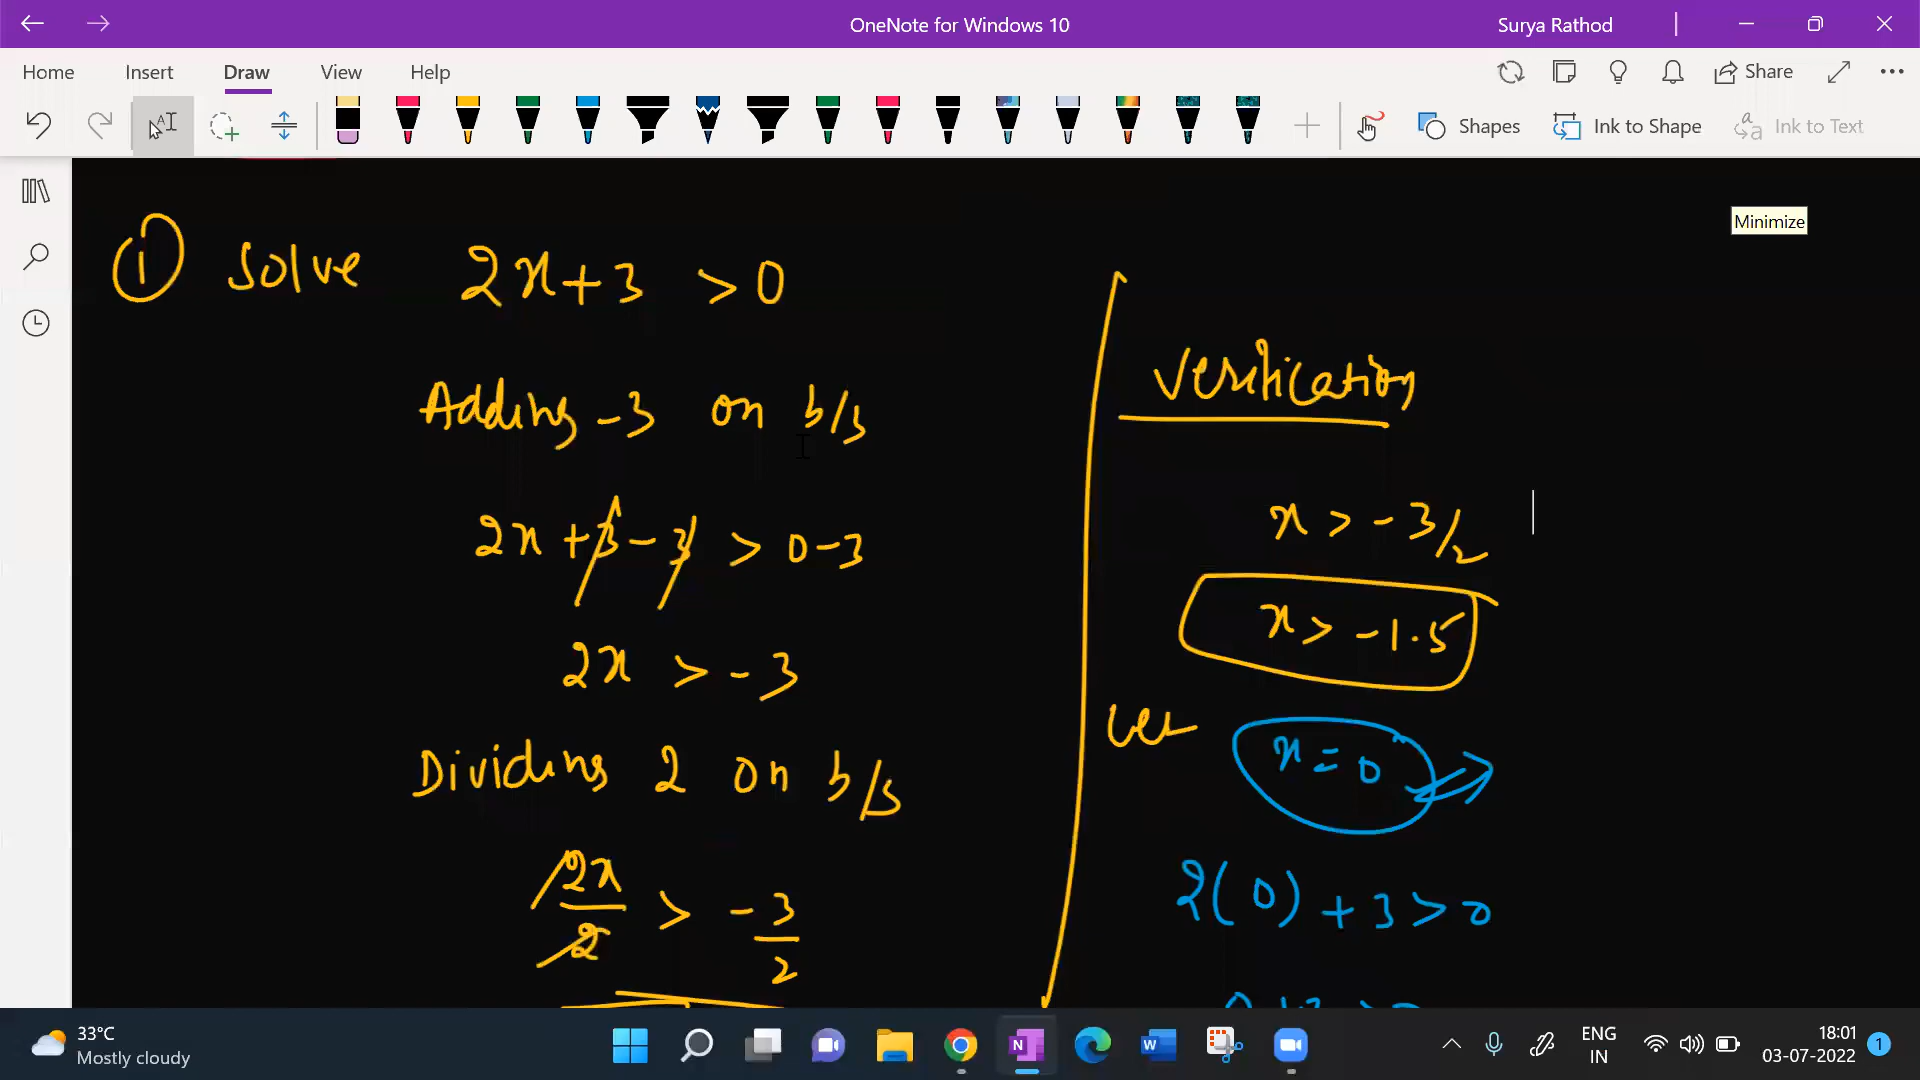 OneNote for Windows 10
Surya Rathod
Home Insert Draw View Help
Share
Shapes
Ink to Shape
Ink to Text
Minimize
① Solve 2x+3 > 0
Adding -3 on b/s
2x + 3 - 3 > 0-3
2x > -3
Dividing 2 on b/s
2x/2 > -3/2
Verification
x > -3/2
x > -1.5
Let x = 0
2(0) + 3 > 0
33°C
Mostly cloudy
ENG
IN
18:01
03-07-2022
1